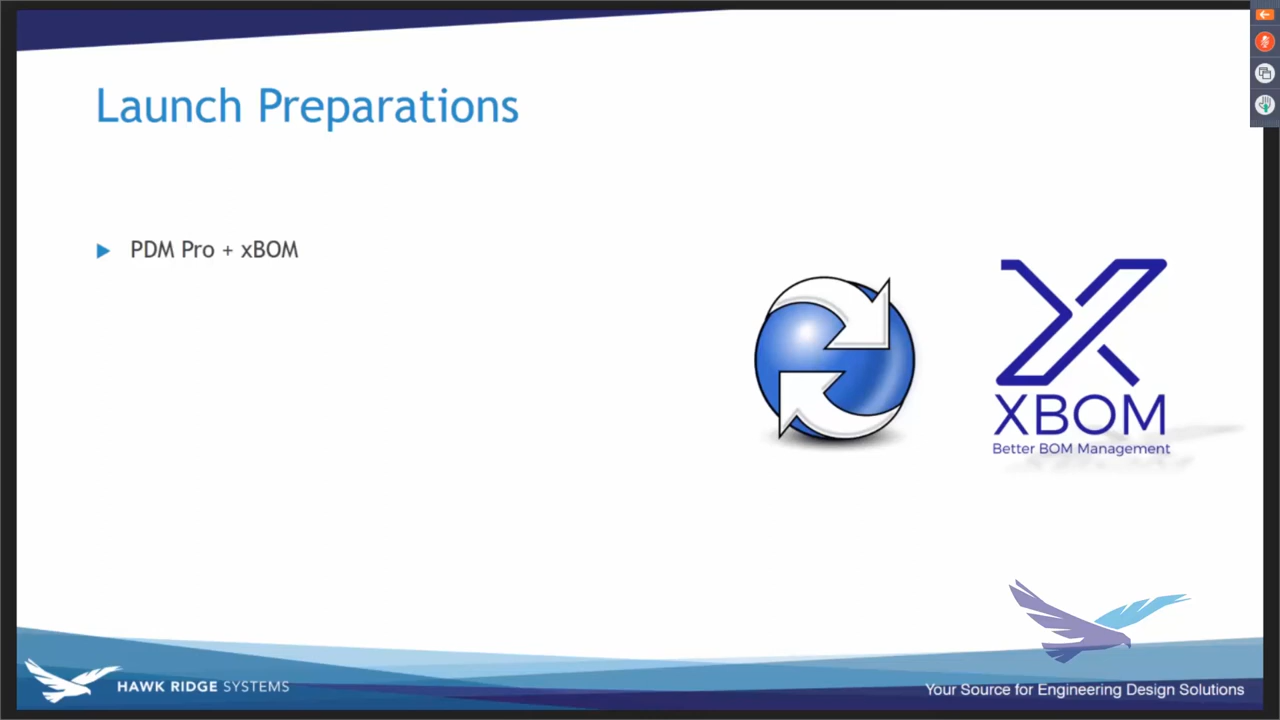 Launch Preparations
PDM Pro + xBOM
XBOM
Better BOM Management
HAWK RIDGE SYSTEMS
Your Source for Engineering Design Solutions